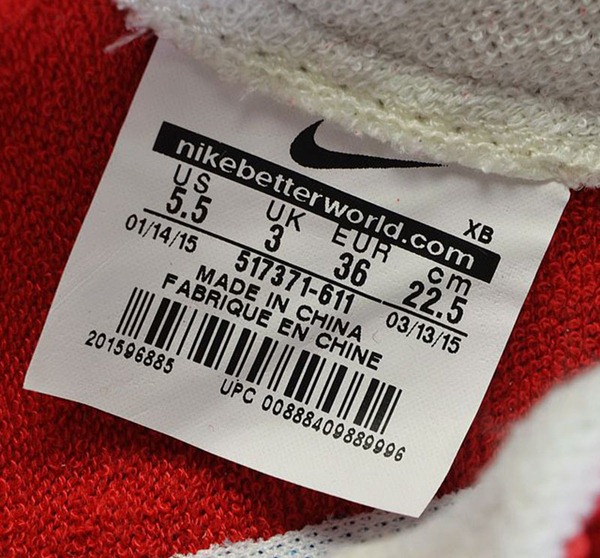 nikebetterworld.com XB
US UK EUR cm
5.5 3 36 22.5
01/14/15 517371-611 03/13/15
MADE IN CHINA
FABRIQUE EN CHINE
201596885 UPC 00888409889996